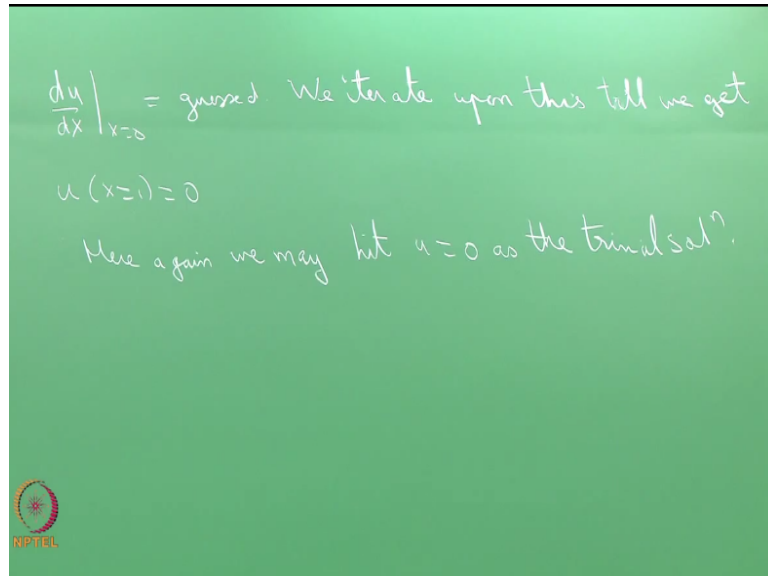 du/dx |x=0 = guessed. We iterate upon this till we get
u(x=1)=0
Here again we may hit u=0 as the trivial solⁿ.
NPTEL